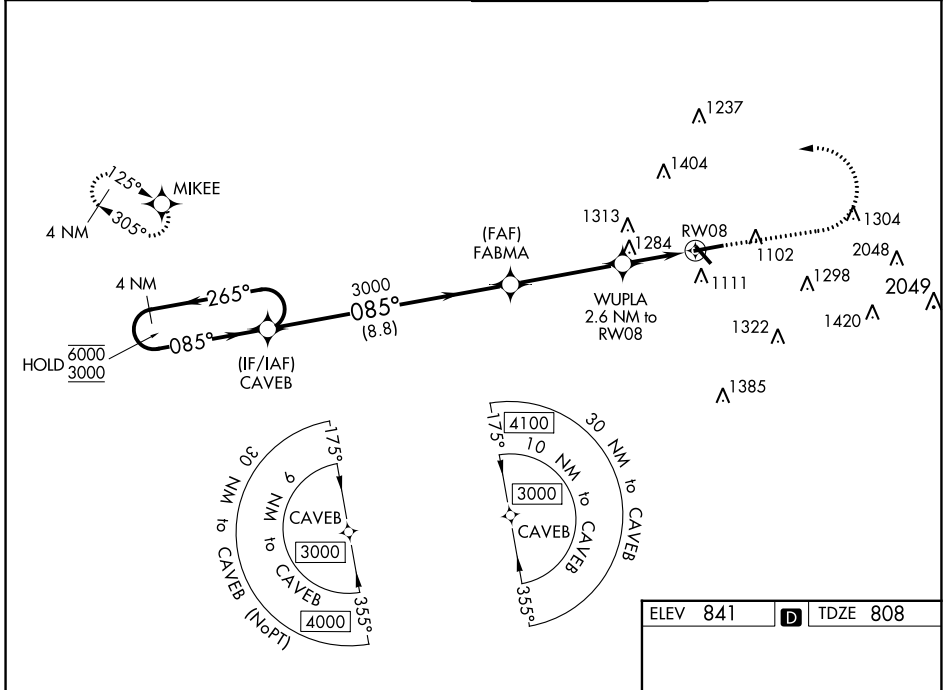 1237
1404
125°
MIKEE
305°
4 NM
1313
1284
RW08
1304
1102
2048
(FAF)
FABMA
1111
1298
2049
4 NM
265°
3000
085°
(8.8)
WUPLA
2.6 NM to
RW08
1420
1322
085°
HOLD 6000
3000
(IF/IAF)
CAVEB
1385
175°
30 NM to CAVEB (NoPT)
6 NM to CAVEB
CAVEB
3000
4000
355°
175°
4100
30 NM to CAVEB
10 NM to CAVEB
3000
CAVEB
355°
ELEV 841 D TDZE 808